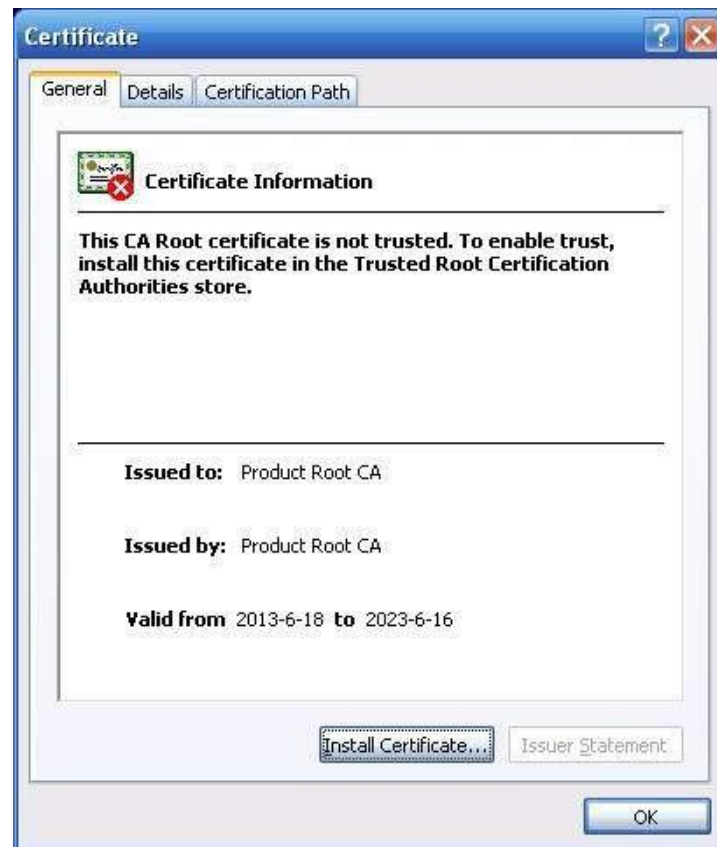 Certificate
General Details Certification Path
Certificate Information
This CA Root certificate is not trusted. To enable trust,
install this certificate in the Trusted Root Certification
Authorities store.
Issued to: Product Root CA
Issued by: Product Root CA
Valid from 2013-6-18 to 2023-6-16
Install Certificate... Issuer Statement
OK